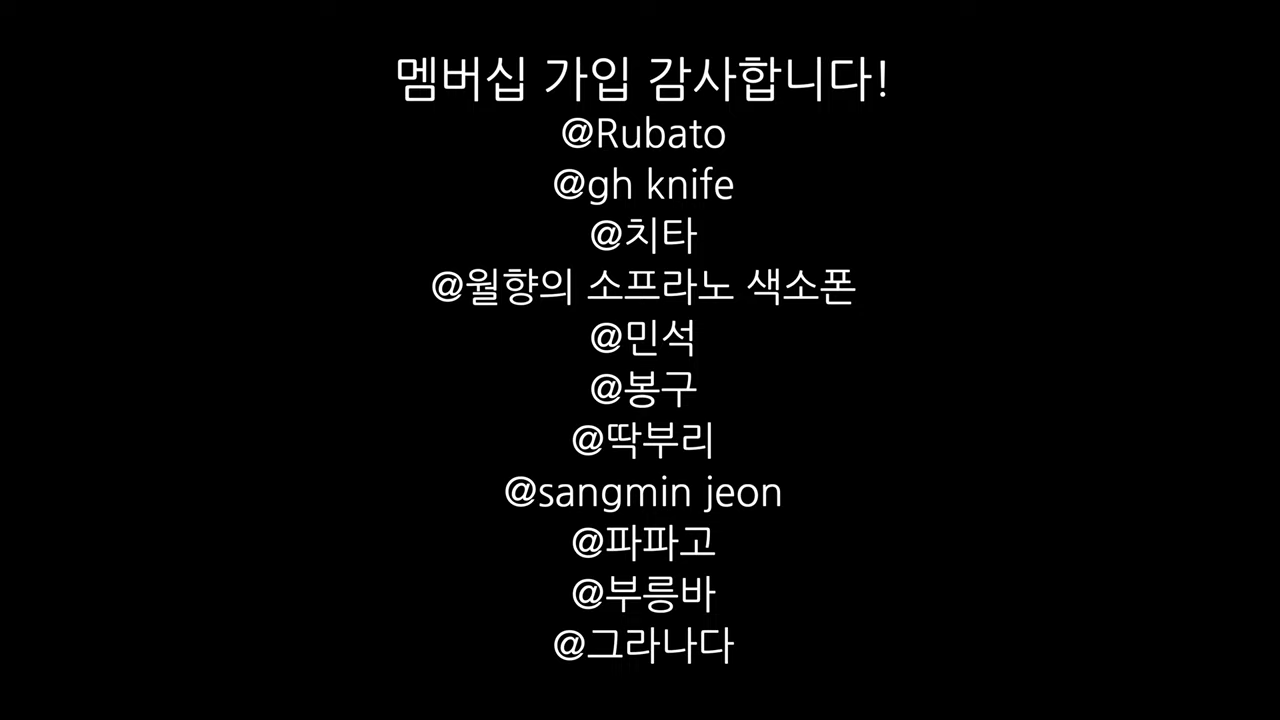 멤버십 가입 감사합니다!
@Rubato
@gh knife
@치타
@월향의 소프라노 색소폰
@민석
@봉구
@딱부리
@sangmin jeon
@파파고
@부릉바
@그라나다